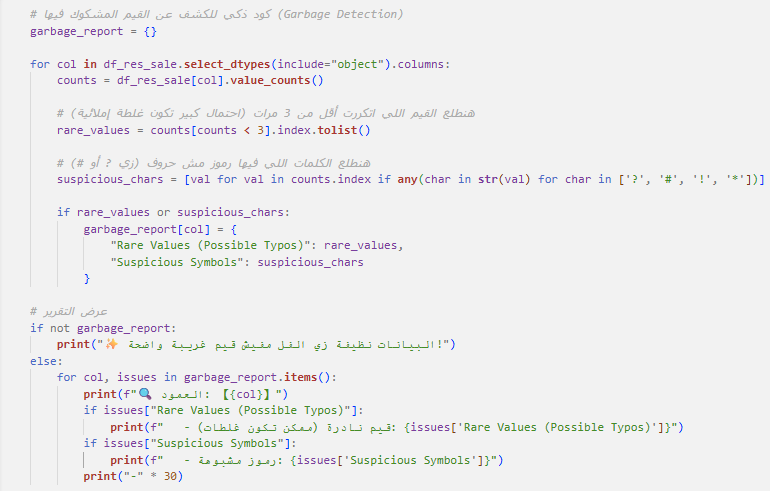 # كود ذكي للكشف عن القيم المشكوك فيها (Garbage Detection)
garbage_report = {}
for col in df_res_sale.select_dtypes(include="object").columns:
counts = df_res_sale[col].value_counts()
# هنطلع القيم اللي اتكررت أقل من 3 مرات (احتمال كبير تكون غلطة إملائية)
rare_values = counts[counts < 3].index.tolist()
# هنطلع الكلمات اللي فيها رموز مش حروف (زي ? أو #)
suspicious_chars = [val for val in counts.index if any(char in str(val) for char in ['?', '#', '!', '*'])]
if rare_values or suspicious_chars:
garbage_report[col] = {
"Rare Values (Possible Typos)": rare_values,
"Suspicious Symbols": suspicious_chars
}
# عرض التقرير
if not garbage_report:
print("✨ البيانات نظيفة زي الفل مفيش قيم غريبة واضحة!")
else:
for col, issues in garbage_report.items():
print(f"🔍 العمود: 【{col}】")
if issues["Rare Values (Possible Typos)"]:
print(f"   - قيم نادرة (ممكن تكون غلطات): {issues['Rare Values (Possible Typos)']}")
if issues["Suspicious Symbols"]:
print(f"   - رموز مشبوهة: {issues['Suspicious Symbols']}")
print("-" * 30)